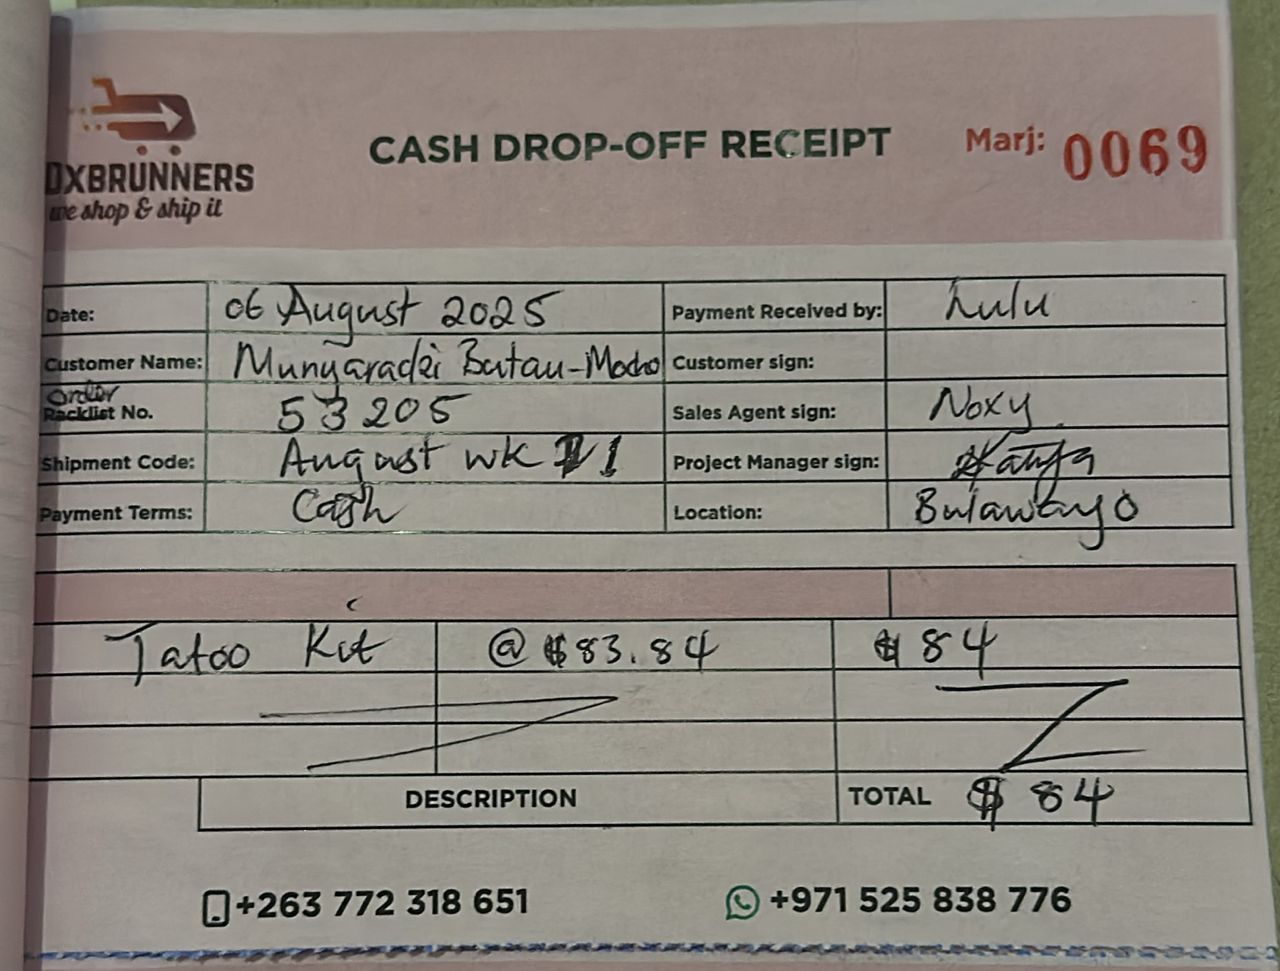 DXBRUNNERS
we shop & ship it
CASH DROP-OFF RECEIPT
Marj: 0069
Date: 06 August 2025 Payment Received by: Lulu
Customer Name: Munyaradzi Butau-Mocho Customer sign:
order
Packlist No. 53205 Sales Agent sign: Noxy
Shipment Code: August wk 1 Project Manager sign:
Payment Terms: Cash Location: Bulawayo
Tatoo Kit @ $83.84 $84
DESCRIPTION TOTAL $84
+263 772 318 651 +971 525 838 776